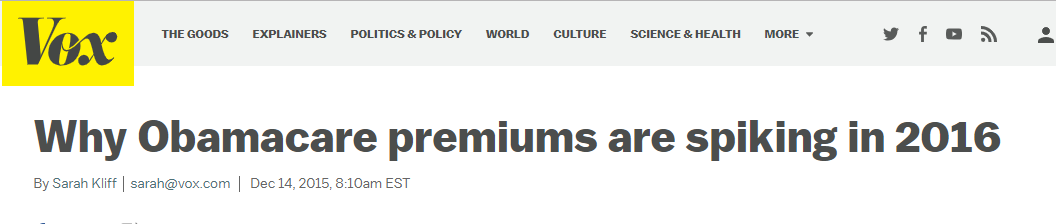 Vox
THE GOODS EXPLAINERS POLITICS & POLICY WORLD CULTURE SCIENCE & HEALTH MORE
Why Obamacare premiums are spiking in 2016
By Sarah Kliff | sarah@vox.com | Dec 14, 2015, 8:10am EST